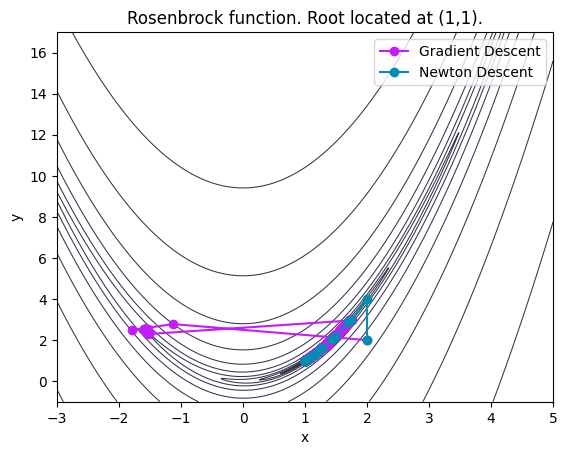 Rosenbrock function. Root located at (1,1).
Gradient Descent
Newton Descent
y
16
14
12
10
8
6
4
2
0
−3 −2 −1 0 1 2 3 4 5
x